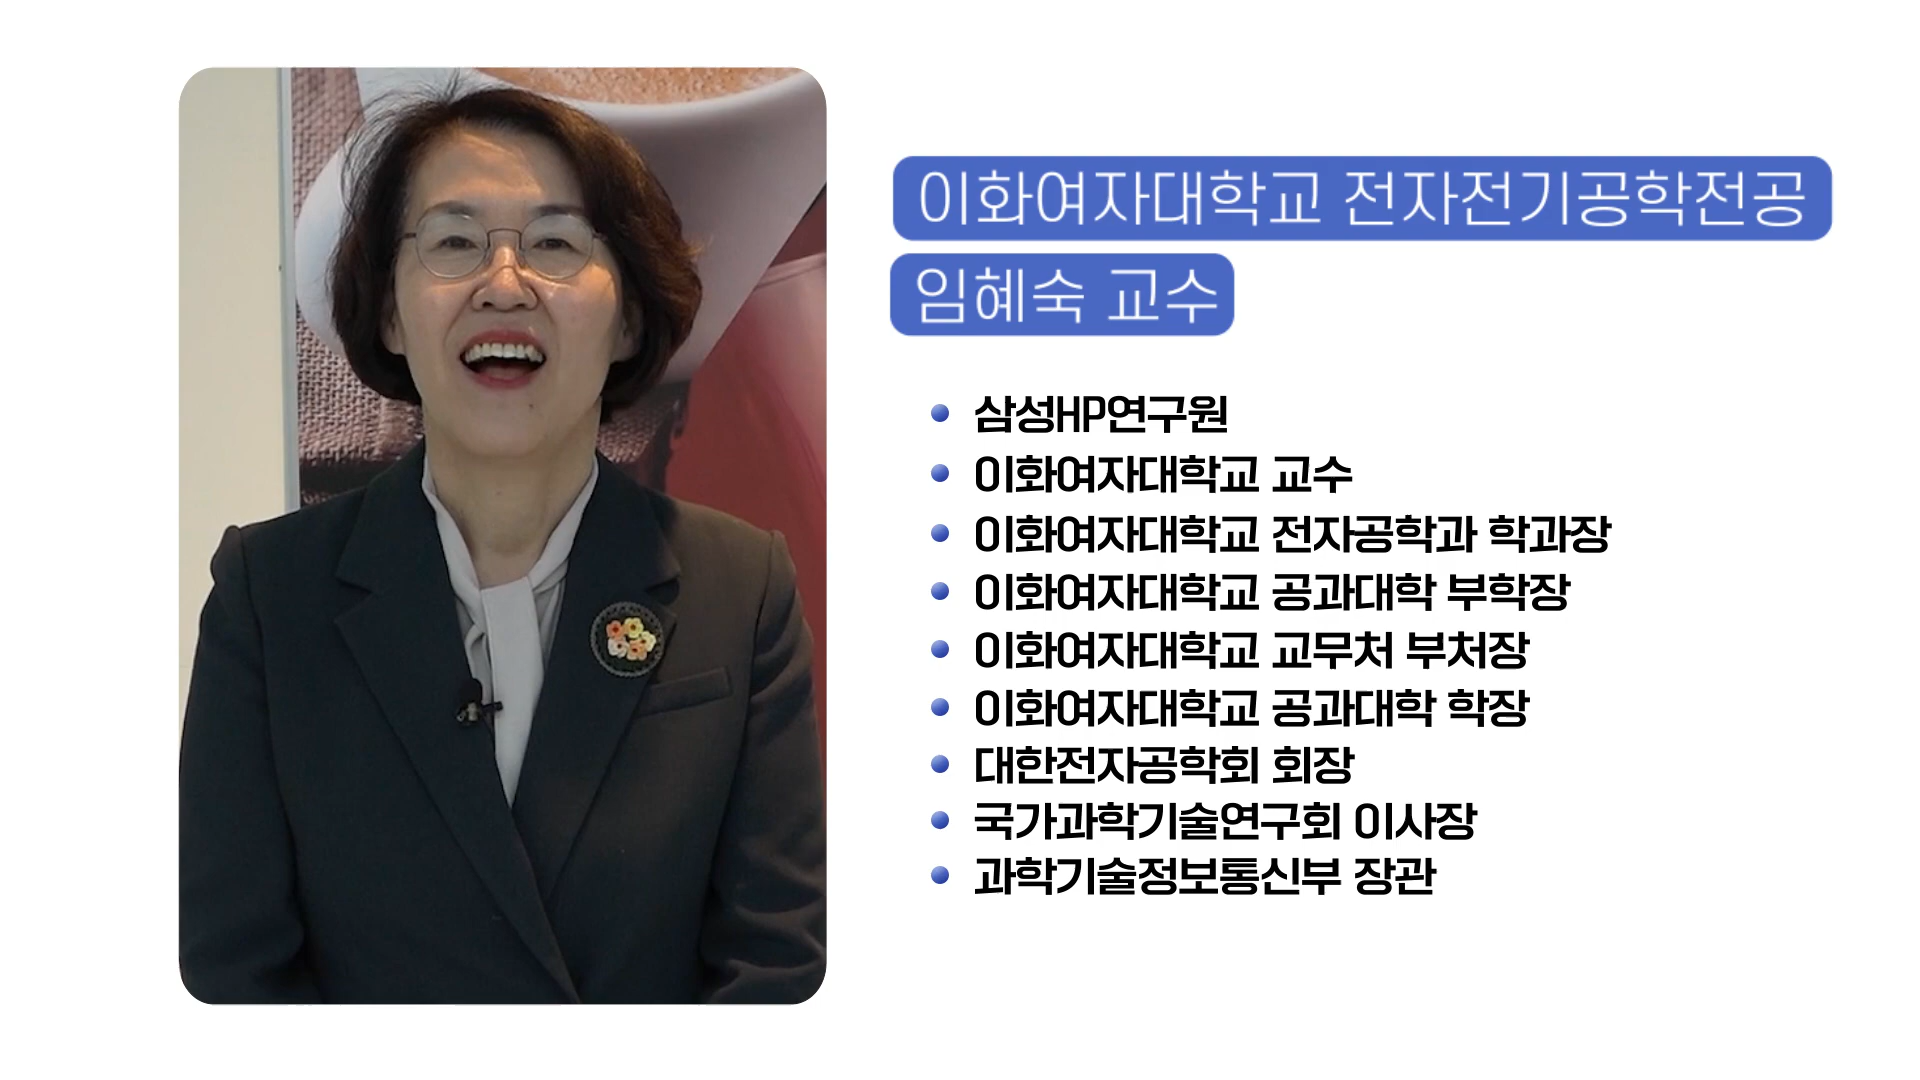 이화여자대학교 전자전기공학전공
임혜숙 교수
삼성HP연구원
이화여자대학교 교수
이화여자대학교 전자공학과 학과장
이화여자대학교 공과대학 부학장
이화여자대학교 교무처 부처장
이화여자대학교 공과대학 학장
대한전자공학회 회장
국가과학기술연구회 이사장
과학기술정보통신부 장관